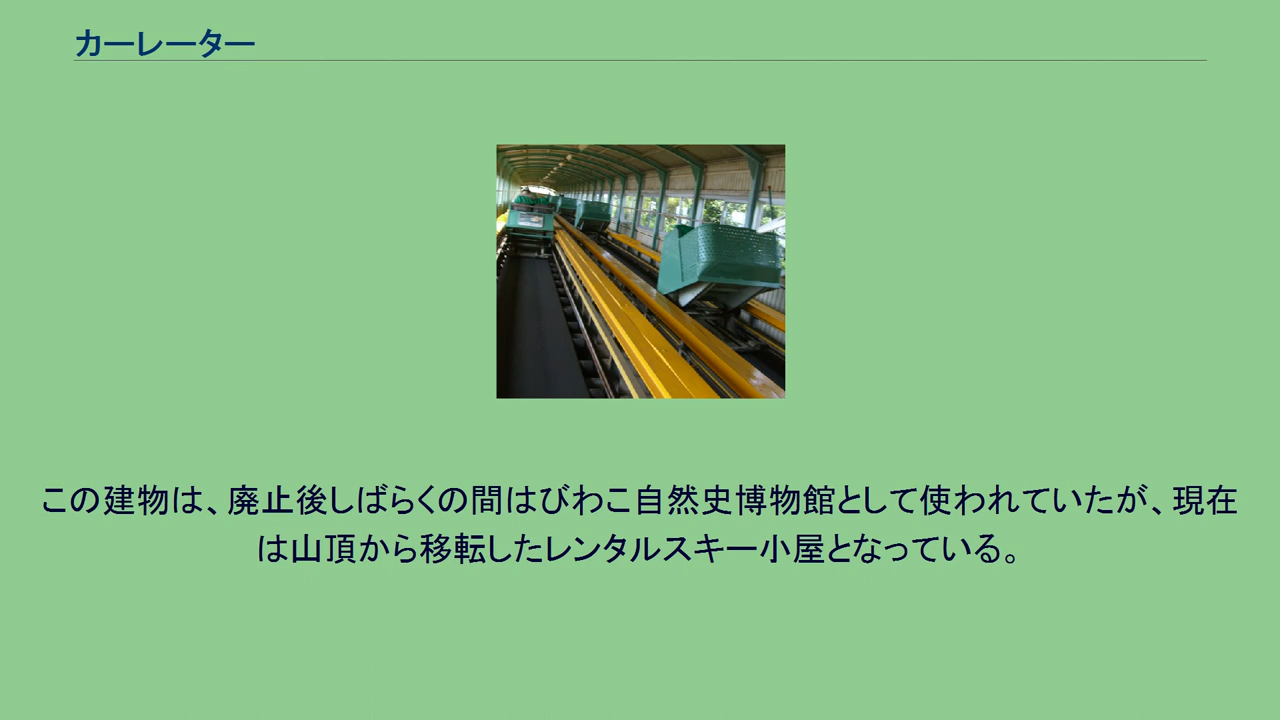 カーレーター
この建物は、廃止後しばらくの間はびわこ自然史博物館として使われていたが、現在
は山頂から移転したレンタルスキー小屋となっている。